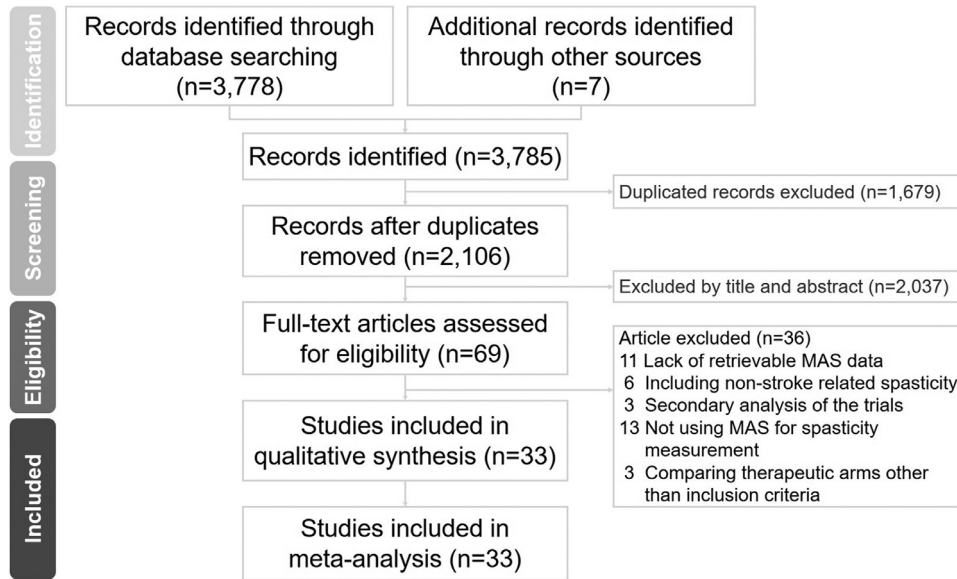 Identification
Records identified through
database searching
(n=3,778)
Additional records identified
through other sources
(n=7)
Records identified (n=3,785)
Screening
Duplicated records excluded (n=1,679)
Records after duplicates
removed (n=2,106)
Excluded by title and abstract (n=2,037)
Eligibility
Full-text articles assessed
for eligibility (n=69)
Article excluded (n=36)
11 Lack of retrievable MAS data
6 Including non-stroke related spasticity
3 Secondary analysis of the trials
13 Not using MAS for spasticity
measurement
3 Comparing therapeutic arms other
than inclusion criteria
Included
Studies included in
qualitative synthesis (n=33)
Studies included in
meta-analysis (n=33)